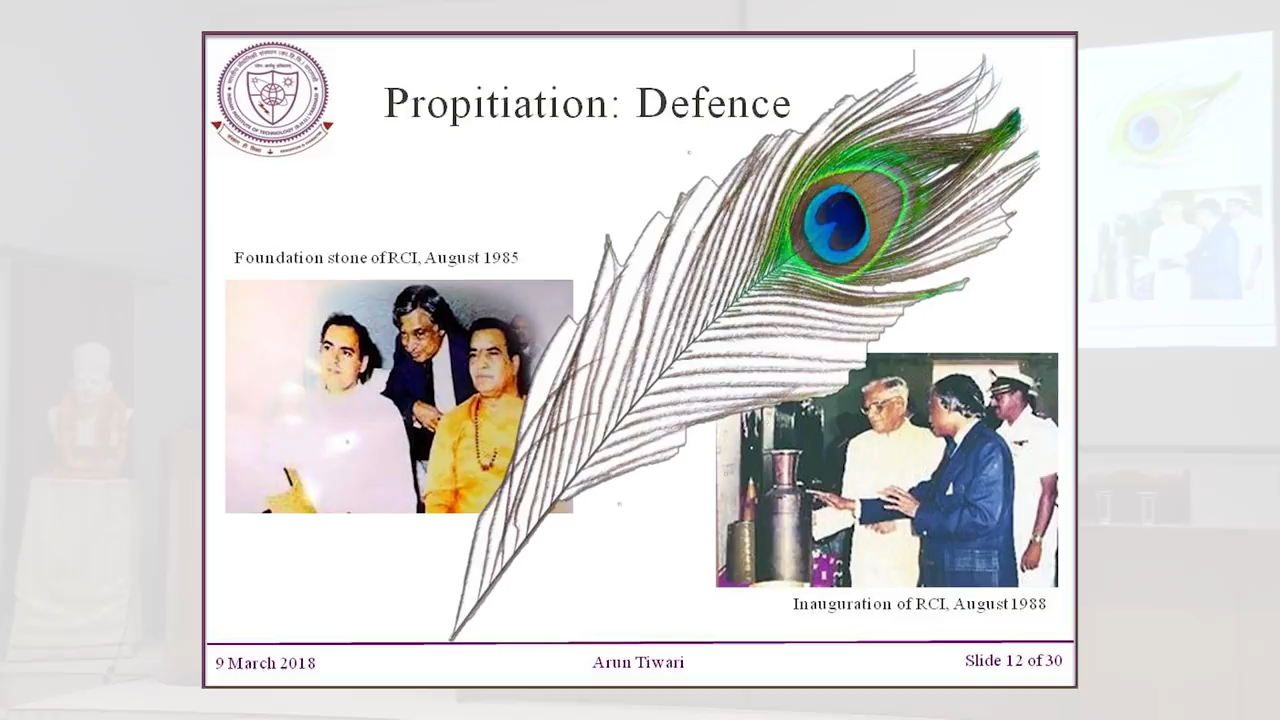 Propitiation: Defence
Foundation stone of RCI, August 1985
Inauguration of RCI, August 1988
9 March 2018
Arun Tiwari
Slide 12 of 30